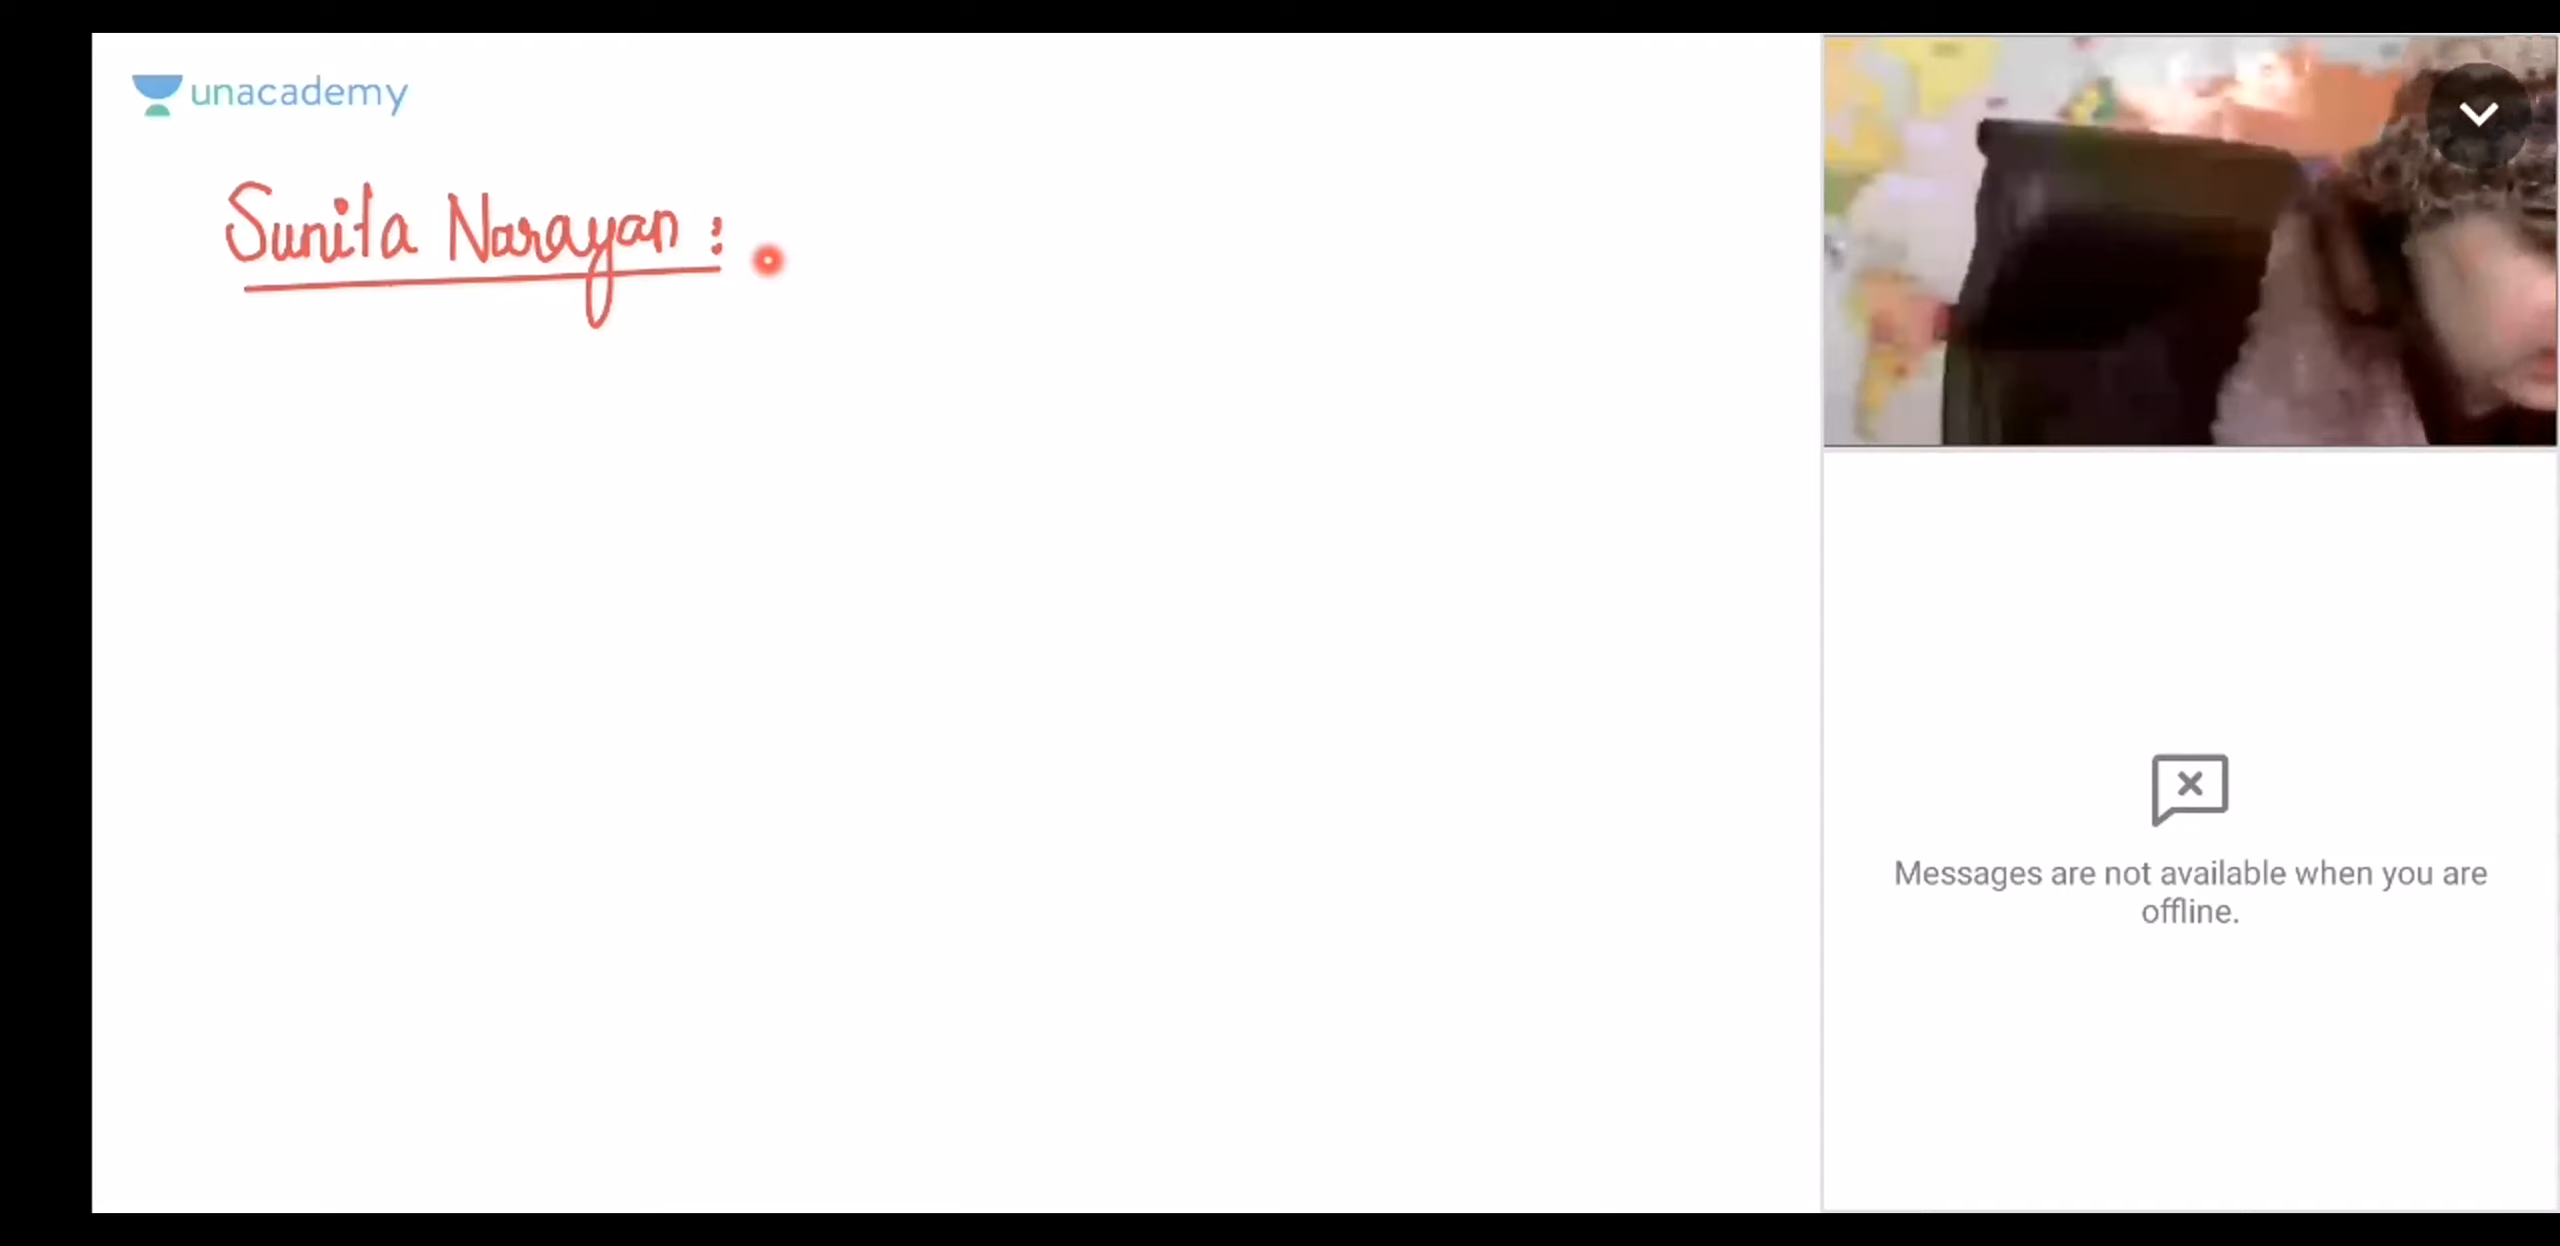 unacademy
Sunita Narayan :
Messages are not available when you are
offline.